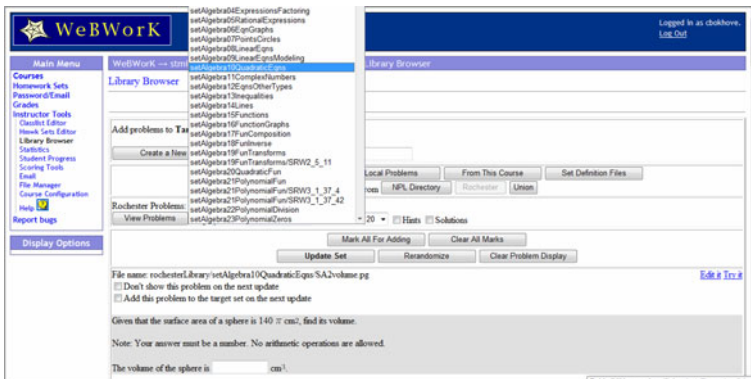 WeBWorK
Logged in as cbokhove.
Log Out
Main Menu
Courses
Homework Sets
Password/Email
Grades
Instructor Tools
Classlist Editor
Hmwk Sets Editor
Library Browser
Statistics
Student Progress
Scoring Tools
Email
File Manager
Course Configuration
Help
Report bugs
Display Options
WeBWorK → stmi
Library Browser
Library Browser
setAlgebra04ExpressionsFactoring
setAlgebra05RationalExpressions
setAlgebra06EqnGraphs
setAlgebra07PointsCircles
setAlgebra08LinearEqns
setAlgebra09LinearEqnsModeling
setAlgebra10QuadraticEqns
setAlgebra11ComplexNumbers
setAlgebra12EqnsOtherTypes
setAlgebra13Inequalities
setAlgebra14Lines
setAlgebra15Functions
setAlgebra16FunctionGraphs
setAlgebra17FunComposition
setAlgebra18FunInverse
setAlgebra19FunTransforms
setAlgebra19FunTransforms/SRW2_5_11
setAlgebra20QuadraticFun
setAlgebra21PolynomialFun
setAlgebra21PolynomialFun/SRW3_1_37_4
setAlgebra21PolynomialFun/SRW3_1_37_42
setAlgebra22PolynomialDivision
setAlgebra23PolynomialZeros
Add problems to Tar
Create a New
Local Problems From This Course Set Definition Files
rom NPL Directory Rochester Union
Rochester Problems:
View Problems 20 Hints Solutions
Mark All For Adding Clear All Marks
Update Set Rerandomize Clear Problem Display
File name: rochesterLibrary/setAlgebra10QuadraticEqns/SA2volume.pg Edit it Try it
Don't show this problem on the next update
Add this problem to the target set on the next update
Given that the surface area of a sphere is 140 π cm2, find its volume.
Note: Your answer must be a number. No arithmetic operations are allowed.
The volume of the sphere is cm³.